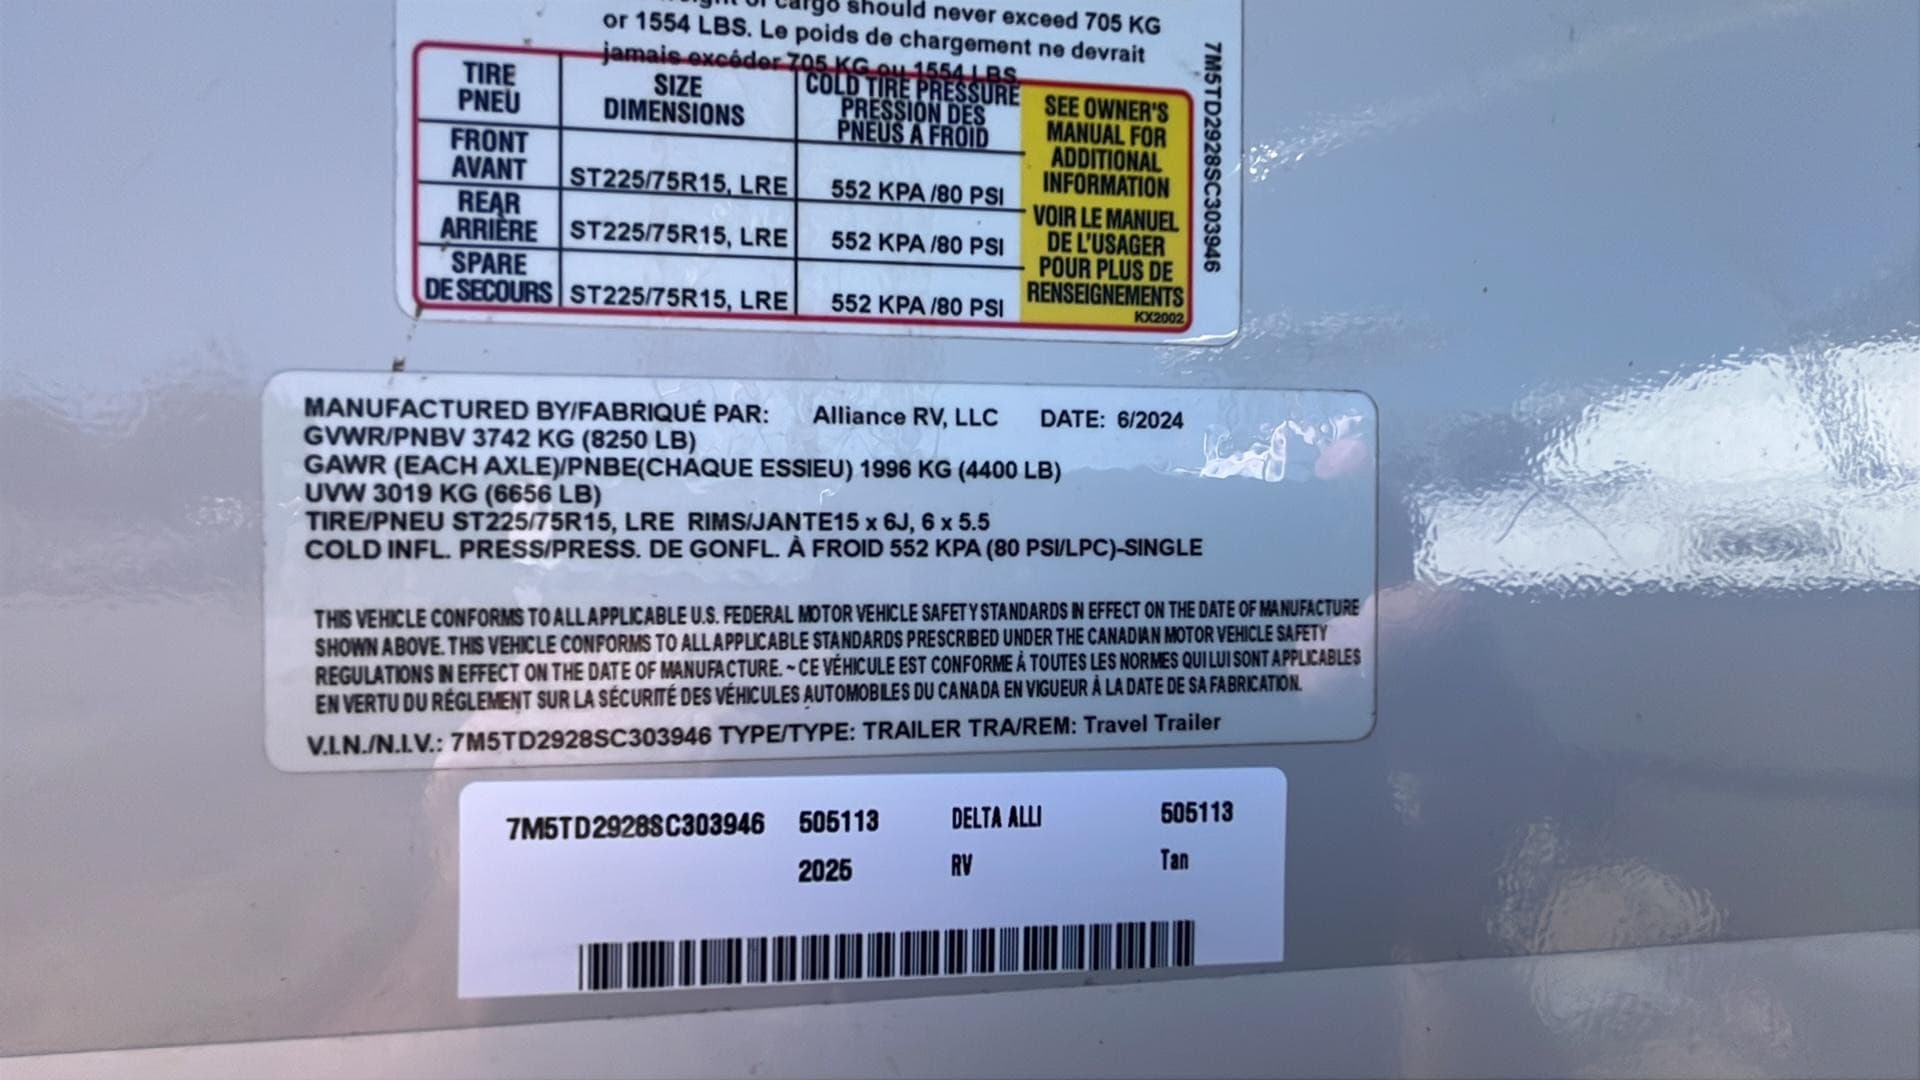 cargo should never exceed 705 KG
or 1554 LBS. Le poids de chargement ne devrait
jamais excéder 705 KG ou 1554 LBS.
TIRE
PNEU
SIZE
DIMENSIONS
COLD TIRE PRESSURE
PRESSION DES
PNEUS A FROID
FRONT
AVANT
ST225/75R15, LRE
552 KPA /80 PSI
REAR
ARRIÈRE
ST225/75R15, LRE
552 KPA /80 PSI
SPARE
DE SECOURS
ST225/75R15, LRE
552 KPA /80 PSI
SEE OWNER'S
MANUAL FOR
ADDITIONAL
INFORMATION
VOIR LE MANUEL
DE L'USAGER
POUR PLUS DE
RENSEIGNEMENTS
KX2002
7M5TD2928SC303946
MANUFACTURED BY/FABRIQUÉ PAR: Alliance RV, LLC DATE: 6/2024
GVWR/PNBV 3742 KG (8250 LB)
GAWR (EACH AXLE)/PNBE(CHAQUE ESSIEU) 1996 KG (4400 LB)
UVW 3019 KG (6656 LB)
TIRE/PNEU ST225/75R15, LRE RIMS/JANTE15 x 6J, 6 x 5.5
COLD INFL. PRESS/PRESS. DE GONFL. À FROID 552 KPA (80 PSI/LPC)-SINGLE
THIS VEHICLE CONFORMS TO ALL APPLICABLE U.S. FEDERAL MOTOR VEHICLE SAFETY STANDARDS IN EFFECT ON THE DATE OF MANUFACTURE
SHOWN ABOVE. THIS VEHICLE CONFORMS TO ALL APPLICABLE STANDARDS PRESCRIBED UNDER THE CANADIAN MOTOR VEHICLE SAFETY
REGULATIONS IN EFFECT ON THE DATE OF MANUFACTURE. ~ CE VÉHICULE EST CONFORME À TOUTES LES NORMES QUI LUI SONT APPLICABLES
EN VERTU DU RÉGLEMENT SUR LA SÉCURITÉ DES VÉHICULES AUTOMOBILES DU CANADA EN VIGUEUR À LA DATE DE SA FABRICATION.
V.I.N./N.I.V.: 7M5TD2928SC303946 TYPE/TYPE: TRAILER TRA/REM: Travel Trailer
7M5TD2928SC303946 505113 DELTA ALLI 505113
2025 RV Tan